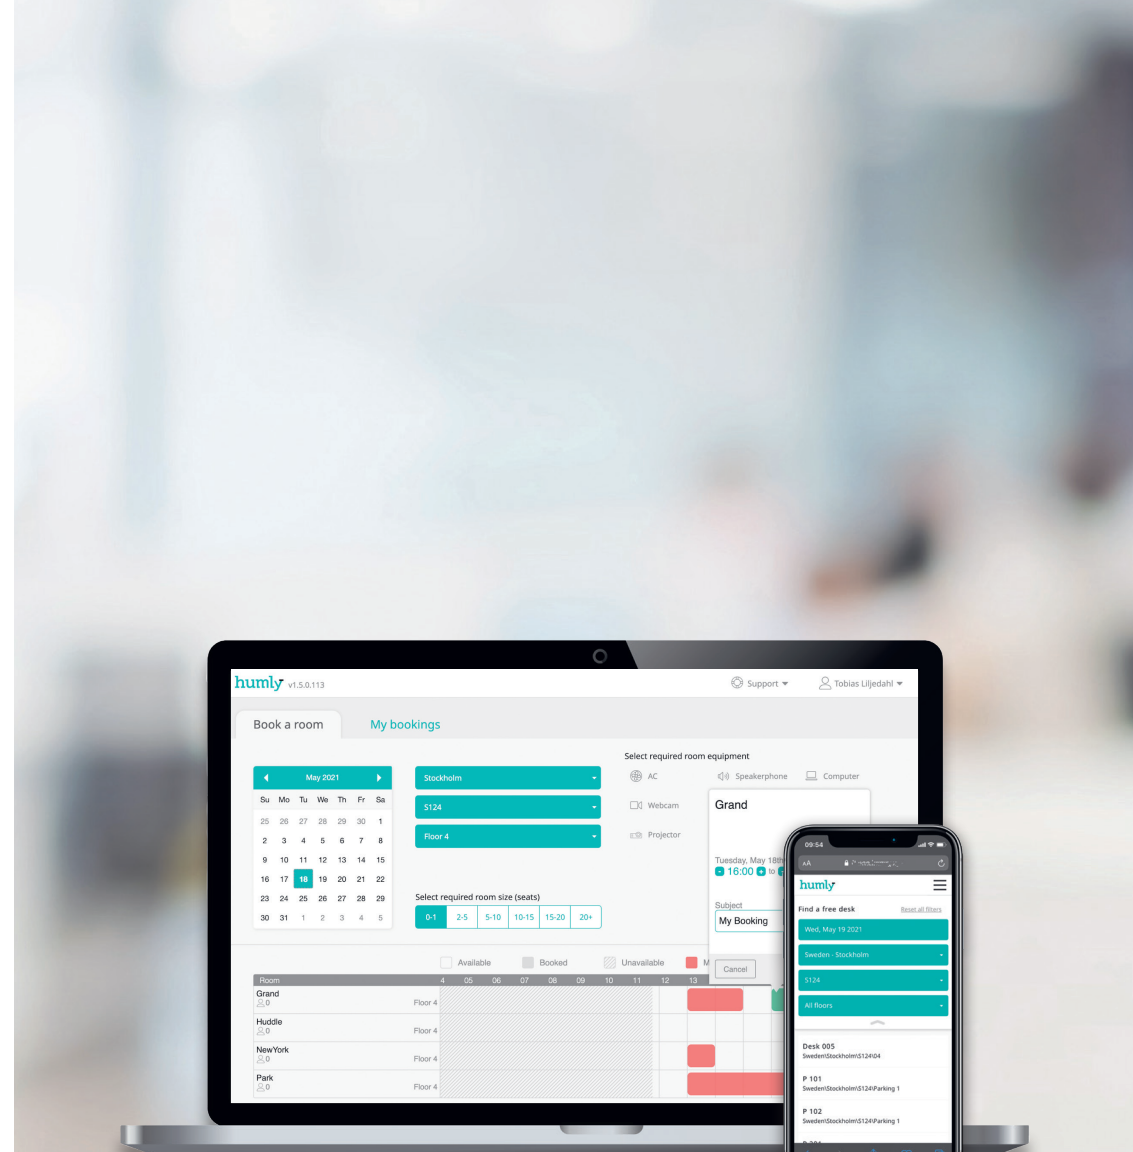 humly v1.5.0.113
Support
Tobias Liljedahl
Book a room
My bookings
May 2021
Su Mo Tu We Th Fr Sa
25 26 27 28 29 30 1
2 3 4 5 6 7 8
9 10 11 12 13 14 15
16 17 18 19 20 21 22
23 24 25 26 27 28 29
30 31 1 2 3 4 5
Stockholm
S124
Floor 4
Select required room size (seats)
0-1 2-5 5-10 10-15 15-20 20+
Select required room equipment
AC
Speakerphone
Computer
Webcam
Projector
Grand
Tuesday, May 18th
16:00 to
Subject
My Booking
Cancel
Available
Booked
Unavailable
M
Room 4 05 06 07 08 09 10 11 12 13
Grand
0
Floor 4
Huddle
0
Floor 4
NewYork
0
Floor 4
Park
0
Floor 4
09:54
AA
humly
Find a free desk
Reset all filters
Wed, May 19 2021
Sweden - Stockholm
S124
All floors
Desk 005
Sweden\Stockholm\S124\04
P 101
Sweden\Stockholm\S124\Parking 1
P 102
Sweden\Stockholm\S124\Parking 1